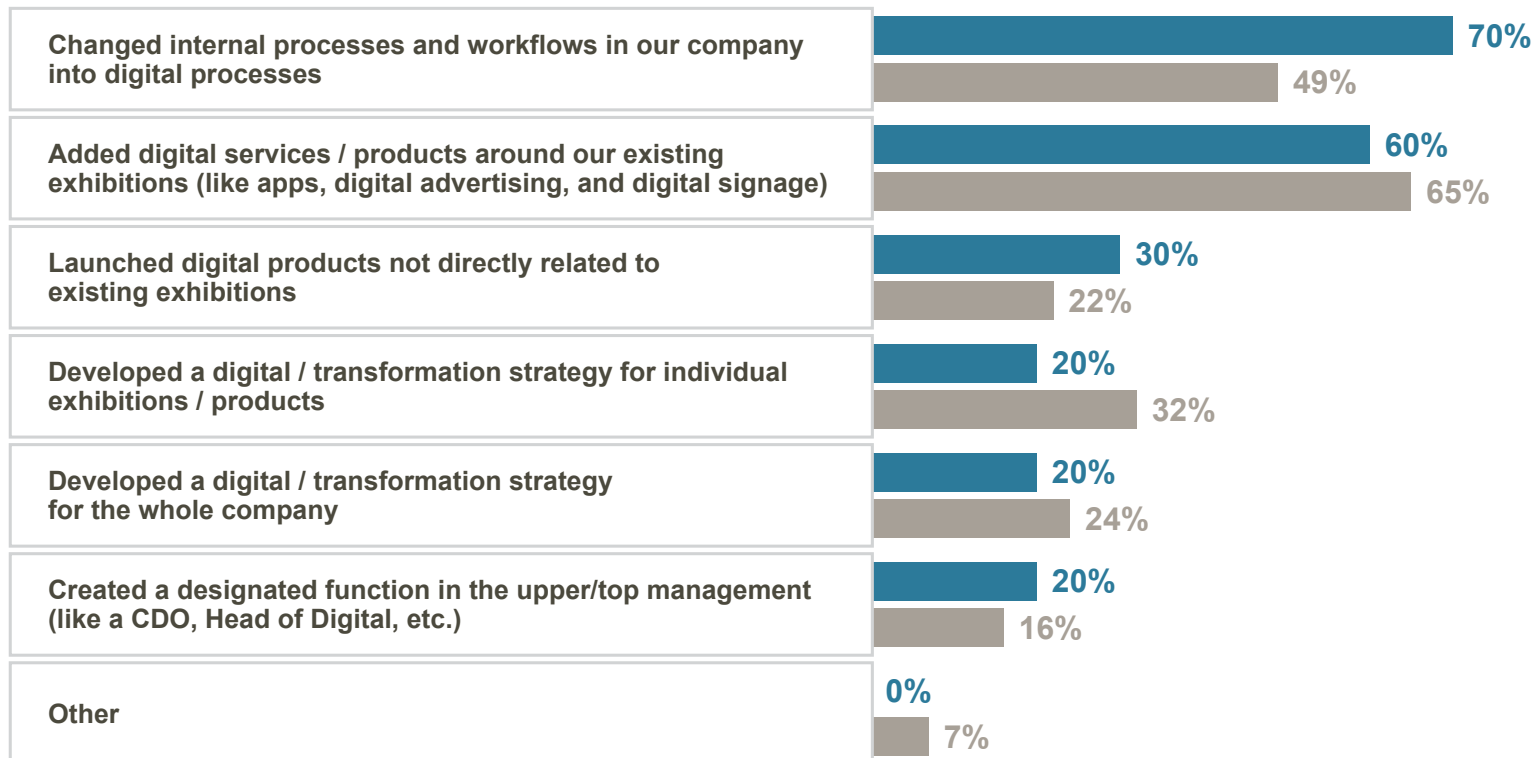 Changed internal processes and workflows in our company
into digital processes
70%
49%
Added digital services / products around our existing
exhibitions (like apps, digital advertising, and digital signage)
60%
65%
Launched digital products not directly related to
existing exhibitions
30%
22%
Developed a digital / transformation strategy for individual
exhibitions / products
20%
32%
Developed a digital / transformation strategy
for the whole company
20%
24%
Created a designated function in the upper/top management
(like a CDO, Head of Digital, etc.)
20%
16%
Other
0%
7%